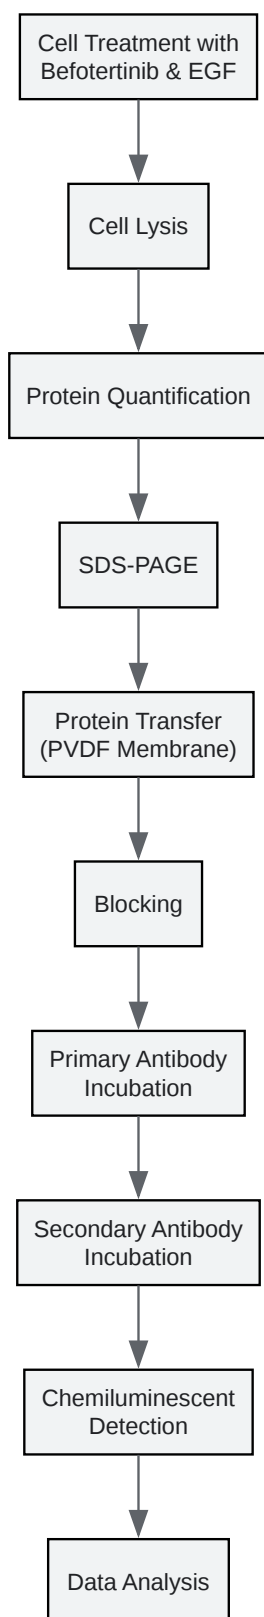 Cell Treatment with
Befotertinib & EGF
Cell Lysis
Protein Quantification
SDS-PAGE
Protein Transfer
(PVDF Membrane)
Blocking
Primary Antibody
Incubation
Secondary Antibody
Incubation
Chemiluminescent
Detection
Data Analysis